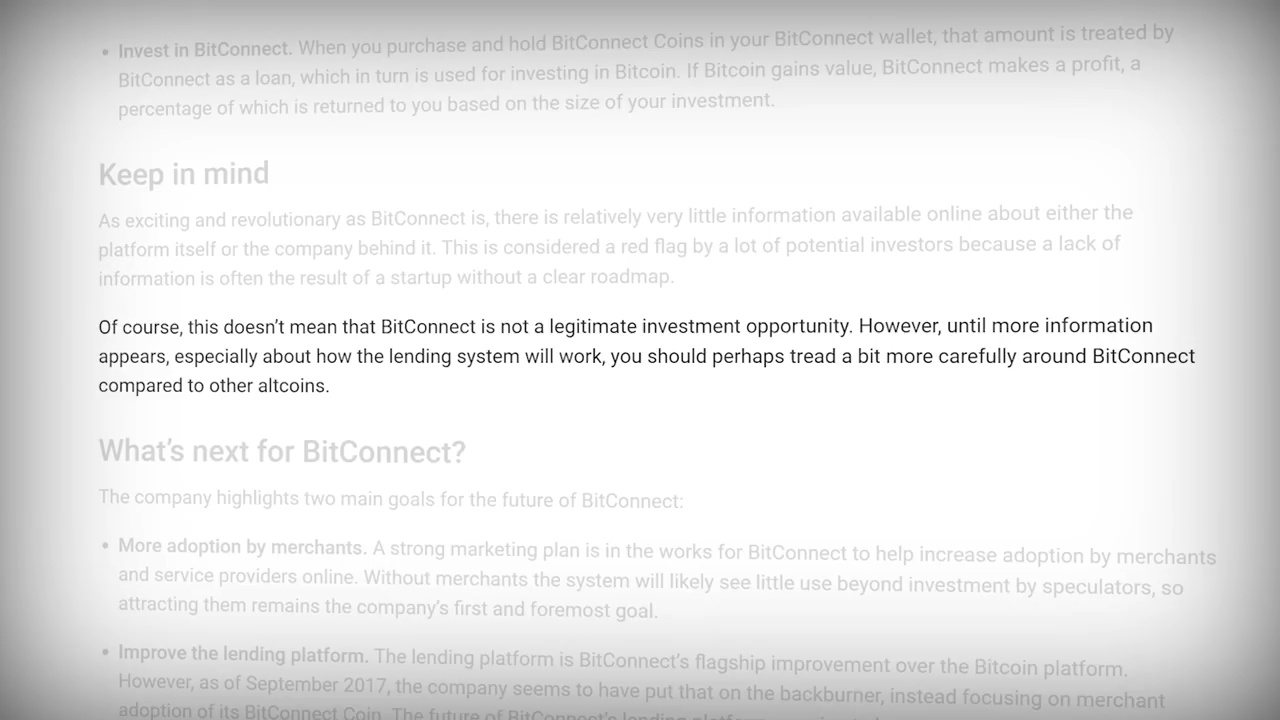 • Invest in BitConnect. When you purchase and hold BitConnect Coins in your BitConnect wallet, that amount is treated by
BitConnect as a loan, which in turn is used for investing in Bitcoin. If Bitcoin gains value, BitConnect makes a profit, a
percentage of which is returned to you based on the size of your investment.
Keep in mind
As exciting and revolutionary as BitConnect is, there is relatively very little information available online about either the
platform itself or the company behind it. This is considered a red flag by a lot of potential investors because a lack of
information is often the result of a startup without a clear roadmap.
Of course, this doesn’t mean that BitConnect is not a legitimate investment opportunity. However, until more information
appears, especially about how the lending system will work, you should perhaps tread a bit more carefully around BitConnect
compared to other altcoins.
What’s next for BitConnect?
The company highlights two main goals for the future of BitConnect:
• More adoption by merchants. A strong marketing plan is in the works for BitConnect to help increase adoption by merchants
and service providers online. Without merchants the system will likely see little use beyond investment by speculators, so
attracting them remains the company’s first and foremost goal.
• Improve the lending platform. The lending platform is BitConnect’s flagship improvement over the Bitcoin platform.
However, as of September 2017, the company seems to have put that on the backburner, instead focusing on merchant
adoption of its BitConnect Coin. The future of BitConnect’s lending